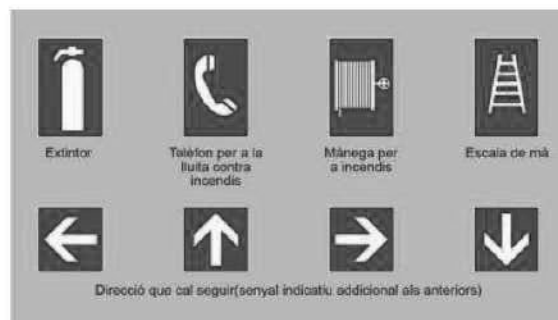 Extintor
Telèfon per a la
lluita contra
incendis
Mànega per
a incendis
Escala de mà
Direcció que cal seguir(senyal indicatiu addicional als anteriors)